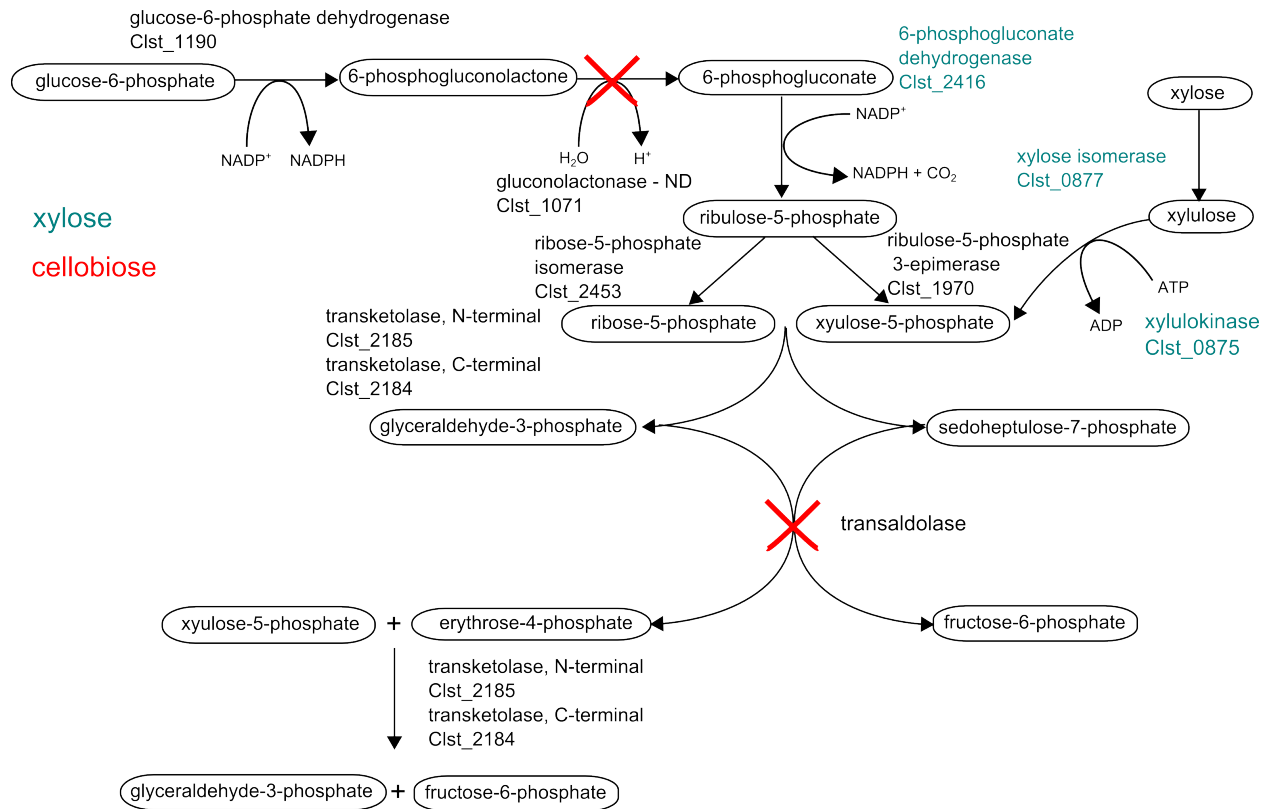 glucose-6-phosphate dehydrogenase
Clst_1190
glucose-6-phosphate
6-phosphogluconolactone
6-phosphogluconate
6-phosphogluconate
dehydrogenase
Clst_2416
xylose
NADP+
NADPH
H2O
H+
gluconolactonase - ND
Clst_1071
NADP+
NADPH + CO2
xylose isomerase
Clst_0877
xylose
cellobiose
ribulose-5-phosphate
xylulose
ribose-5-phosphate
isomerase
Clst_2453
ribulose-5-phosphate
3-epimerase
Clst_1970
ATP
ADP
xylulokinase
Clst_0875
transketolase, N-terminal
Clst_2185
transketolase, C-terminal
Clst_2184
ribose-5-phosphate
xyulose-5-phosphate
glyceraldehyde-3-phosphate
sedoheptulose-7-phosphate
transaldolase
xyulose-5-phosphate
+
erythrose-4-phosphate
fructose-6-phosphate
transketolase, N-terminal
Clst_2185
transketolase, C-terminal
Clst_2184
glyceraldehyde-3-phosphate
+
fructose-6-phosphate